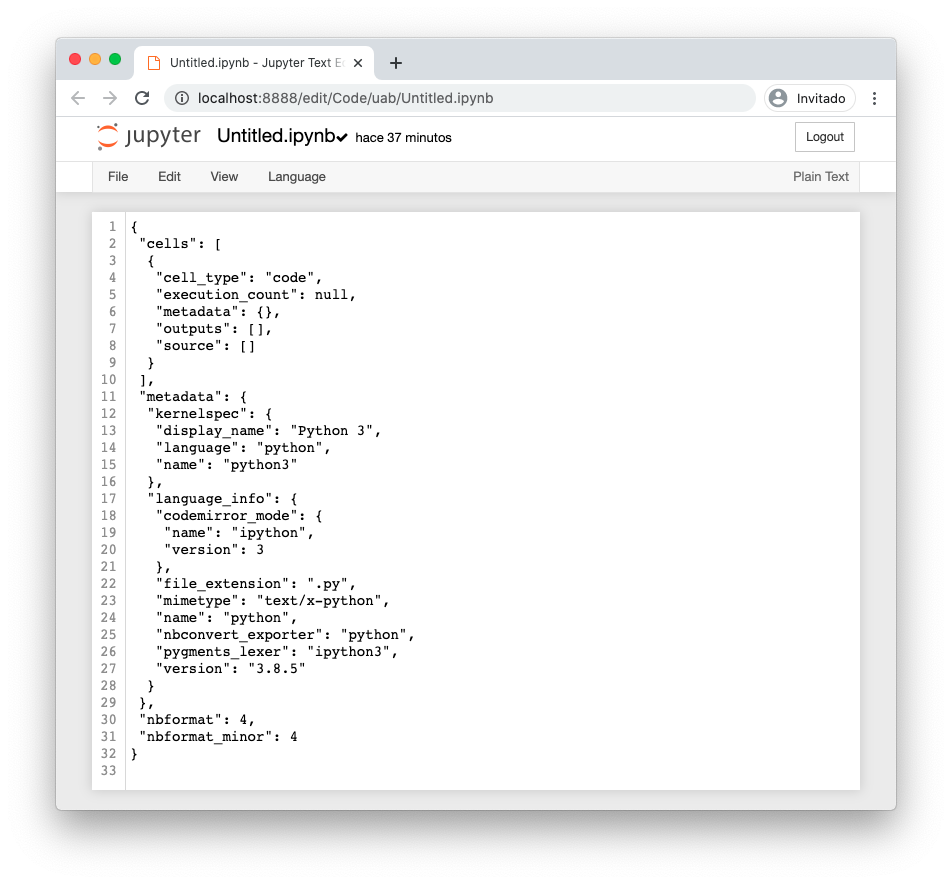 Untitled.ipynb - Jupyter Text E
localhost:8888/edit/Code/uab/Untitled.ipynb
Invitado
jupyter Untitled.ipynb✔ hace 37 minutos
Logout
File Edit View Language Plain Text
1 {
2  "cells": [
3   {
4    "cell_type": "code",
5    "execution_count": null,
6    "metadata": {},
7    "outputs": [],
8    "source": []
9   }
10  ],
11  "metadata": {
12   "kernelspec": {
13    "display_name": "Python 3",
14    "language": "python",
15    "name": "python3"
16   },
17   "language_info": {
18    "codemirror_mode": {
19     "name": "ipython",
20     "version": 3
21    },
22    "file_extension": ".py",
23    "mimetype": "text/x-python",
24    "name": "python",
25    "nbconvert_exporter": "python",
26    "pygments_lexer": "ipython3",
27    "version": "3.8.5"
28   }
29  },
30  "nbformat": 4,
31  "nbformat_minor": 4
32 }
33